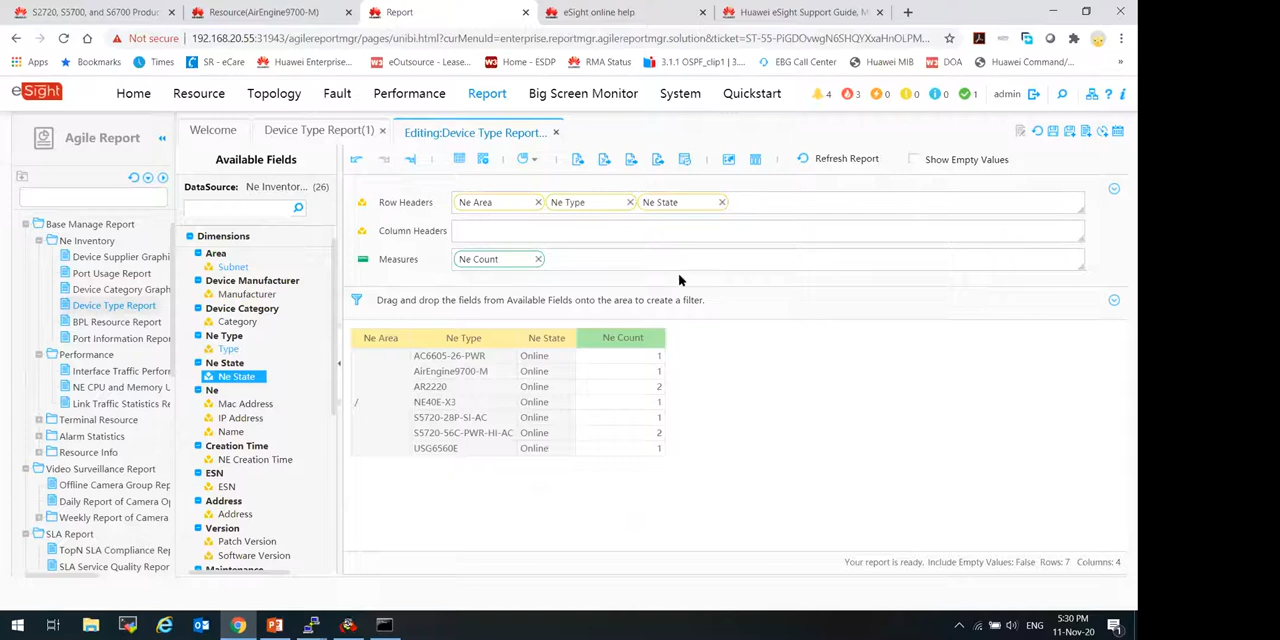 S2720, S5700, and S6700 Produc
Resource(AirEngine9700-M)
Report
eSight online help
Huawei eSight Support Guide, M
Not secure
192.168.20.55:31943/agilereportmgr/pages/unibi.html?curMenuId=enterprise.reportmgr.agilereportmgr.solution&ticket=ST-55-PiGDOvwgN6SHQYXxaHnOLPM...
Apps
Bookmarks
Times
SR - eCare
Huawei Enterprise...
eOutsource - Lease...
Home - ESDP
RMA Status
3.1.1 OSPF_clip1 :...
EBG Call Center
Huawei MIB
DOA
Huawei Command/...
eSight
Home
Resource
Topology
Fault
Performance
Report
Big Screen Monitor
System
Quickstart
4
3
0
0
0
1
admin
Agile Report
Welcome
Device Type Report(1)
Editing:Device Type Report...
Available Fields
Refresh Report
Show Empty Values
DataSource: Ne Inventor... (26)
Row Headers
Ne Area
Ne Type
Ne State
Column Headers
Measures
Ne Count
Drag and drop the fields from Available Fields onto the area to create a filter.
Base Manage Report
Ne Inventory
Device Supplier Graphi
Port Usage Report
Device Category Graph
Device Type Report
BPL Resource Report
Port Information Repo
Performance
Interface Traffic Perforn
NE CPU and Memory U
Link Traffic Statistics Re
Terminal Resource
Alarm Statistics
Resource Info
Video Surveillance Report
Offline Camera Group Rep
Daily Report of Camera Op
Weekly Report of Camera
SLA Report
TopN SLA Compliance Rep
SLA Service Quality Repor
Dimensions
Area
Subnet
Device Manufacturer
Manufacturer
Device Category
Category
Ne Type
Type
Ne State
Ne State
Ne
Mac Address
IP Address
Name
Creation Time
NE Creation Time
ESN
ESN
Address
Address
Version
Patch Version
Software Version
Maintenance
Ne Area Ne Type Ne State Ne Count
AC6605-26-PWR Online 1
AirEngine9700-M Online 1
AR2220 Online 2
/ NE40E-X3 Online 1
S5720-28P-SI-AC Online 1
S5720-56C-PWR-HI-AC Online 2
USG6560E Online 1
Your report is ready. Include Empty Values: False Rows: 7 Columns: 4
ENG
5:30 PM
11-Nov-20
1